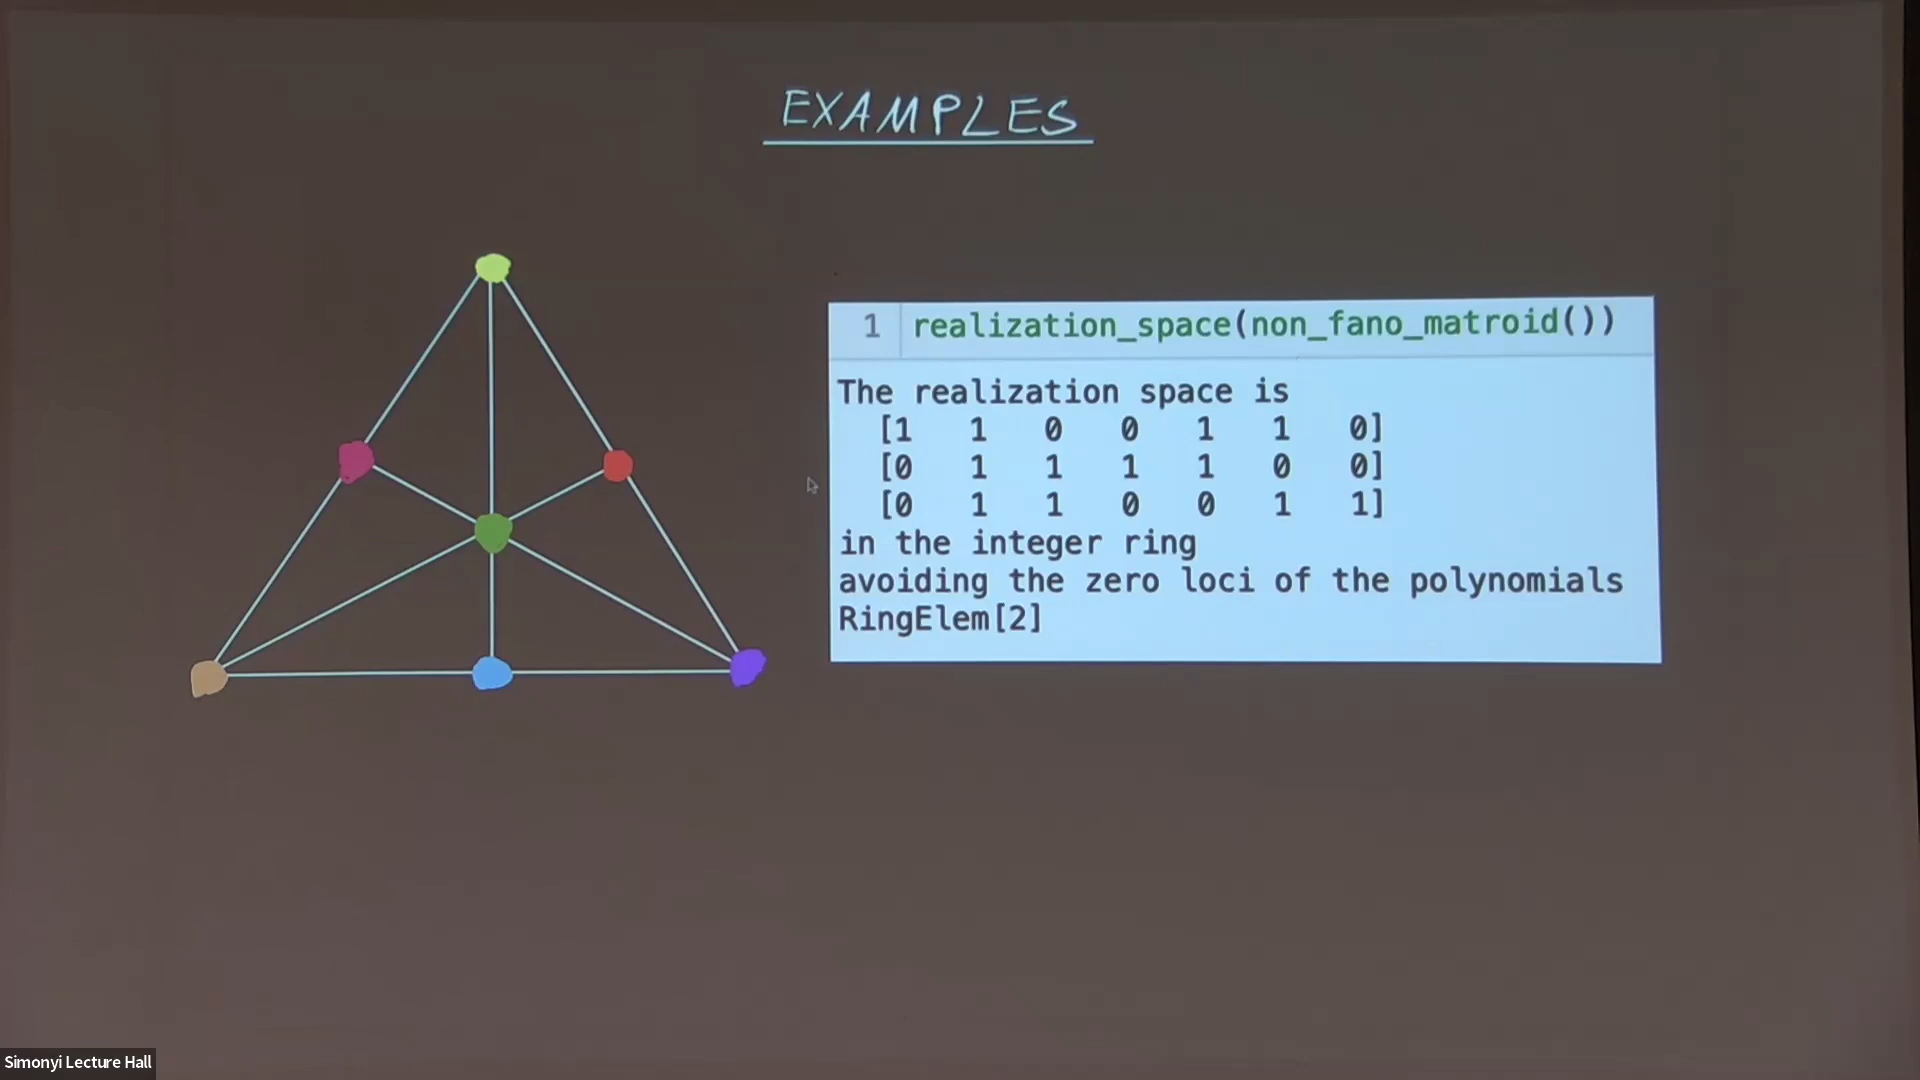 EXAMPLES
1 realization_space(non_fano_matroid())
The realization space is
[1 1 0 0 1 1 0]
[0 1 1 1 1 0 0]
[0 1 1 0 0 1 1]
in the integer ring
avoiding the zero loci of the polynomials
RingElem[2]
Simonyi Lecture Hall